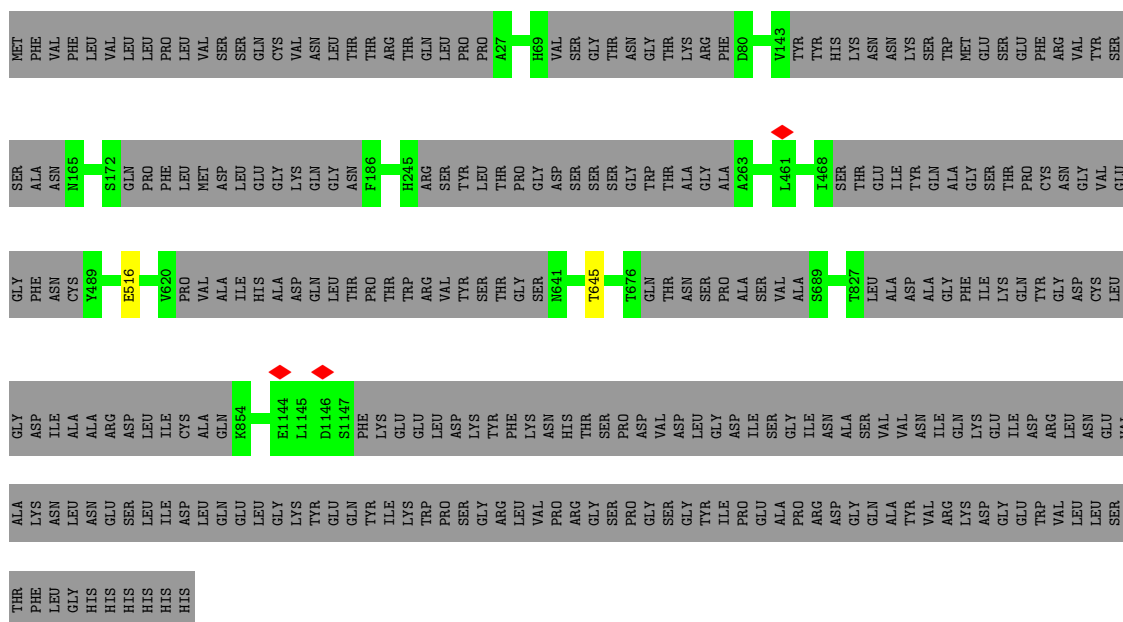 MET PHE VAL PHE LEU VAL LEU LEU PRO LEU VAL SER SER GLN CYS VAL ASN LEU THR THR ARG THR GLN LEU PRO PRO A27 H69 VAL SER GLY THR ASN GLY THR LYS ARG PHE D80 V143 TYR TYR HIS LYS ASN ASN LYS SER TRP MET GLU SER GLU PHE ARG VAL TYR SER
SER ALA ASN N165 S172 GLN PRO PHE LEU MET ASP LEU GLU GLY LYS GLN GLY ASN F186 H245 ARG SER TYR LEU THR PRO GLY ASP SER SER SER GLY TRP THR ALA GLY ALA A263 L461 I468 SER THR GLU ILE TYR GLN ALA GLY SER THR PRO CYS ASN GLY VAL GLU
GLY PHE ASN CYS Y489 E516 V620 PRO VAL ALA ILE HIS ALA ASP GLN LEU THR PRO THR TRP ARG VAL TYR SER THR GLY SER N641 T645 T676 GLN THR ASN SER PRO ALA SER VAL ALA S689 T827 LEU ALA ASP ALA GLY PHE ILE LYS GLN TYR GLY ASP CYS LEU
GLY ASP ILE ALA ALA ARG ASP LEU ILE CYS ALA GLN K854 E1144 L1145 D1146 S1147 PHE LYS GLU GLU LEU ASP LYS TYR PHE LYS ASN HIS THR SER PRO ASP VAL ASP LEU GLY ASP ILE SER GLY ILE ASN ALA SER VAL VAL ASN ILE GLN LYS GLU ILE ASP ARG LEU ASN GLU VAL
ALA LYS ASN LEU ASN GLU SER LEU ILE ASP LEU GLN GLU LEU GLY LYS TYR GLU GLN TYR ILE LYS TRP PRO SER GLY ARG LEU VAL PRO ARG GLY SER PRO GLY SER GLY TYR ILE PRO GLU ALA PRO ARG ASP GLY GLN ALA TYR VAL ARG LYS ASP GLY GLU TRP VAL LEU LEU SER
THR PHE LEU GLY HIS HIS HIS HIS HIS HIS